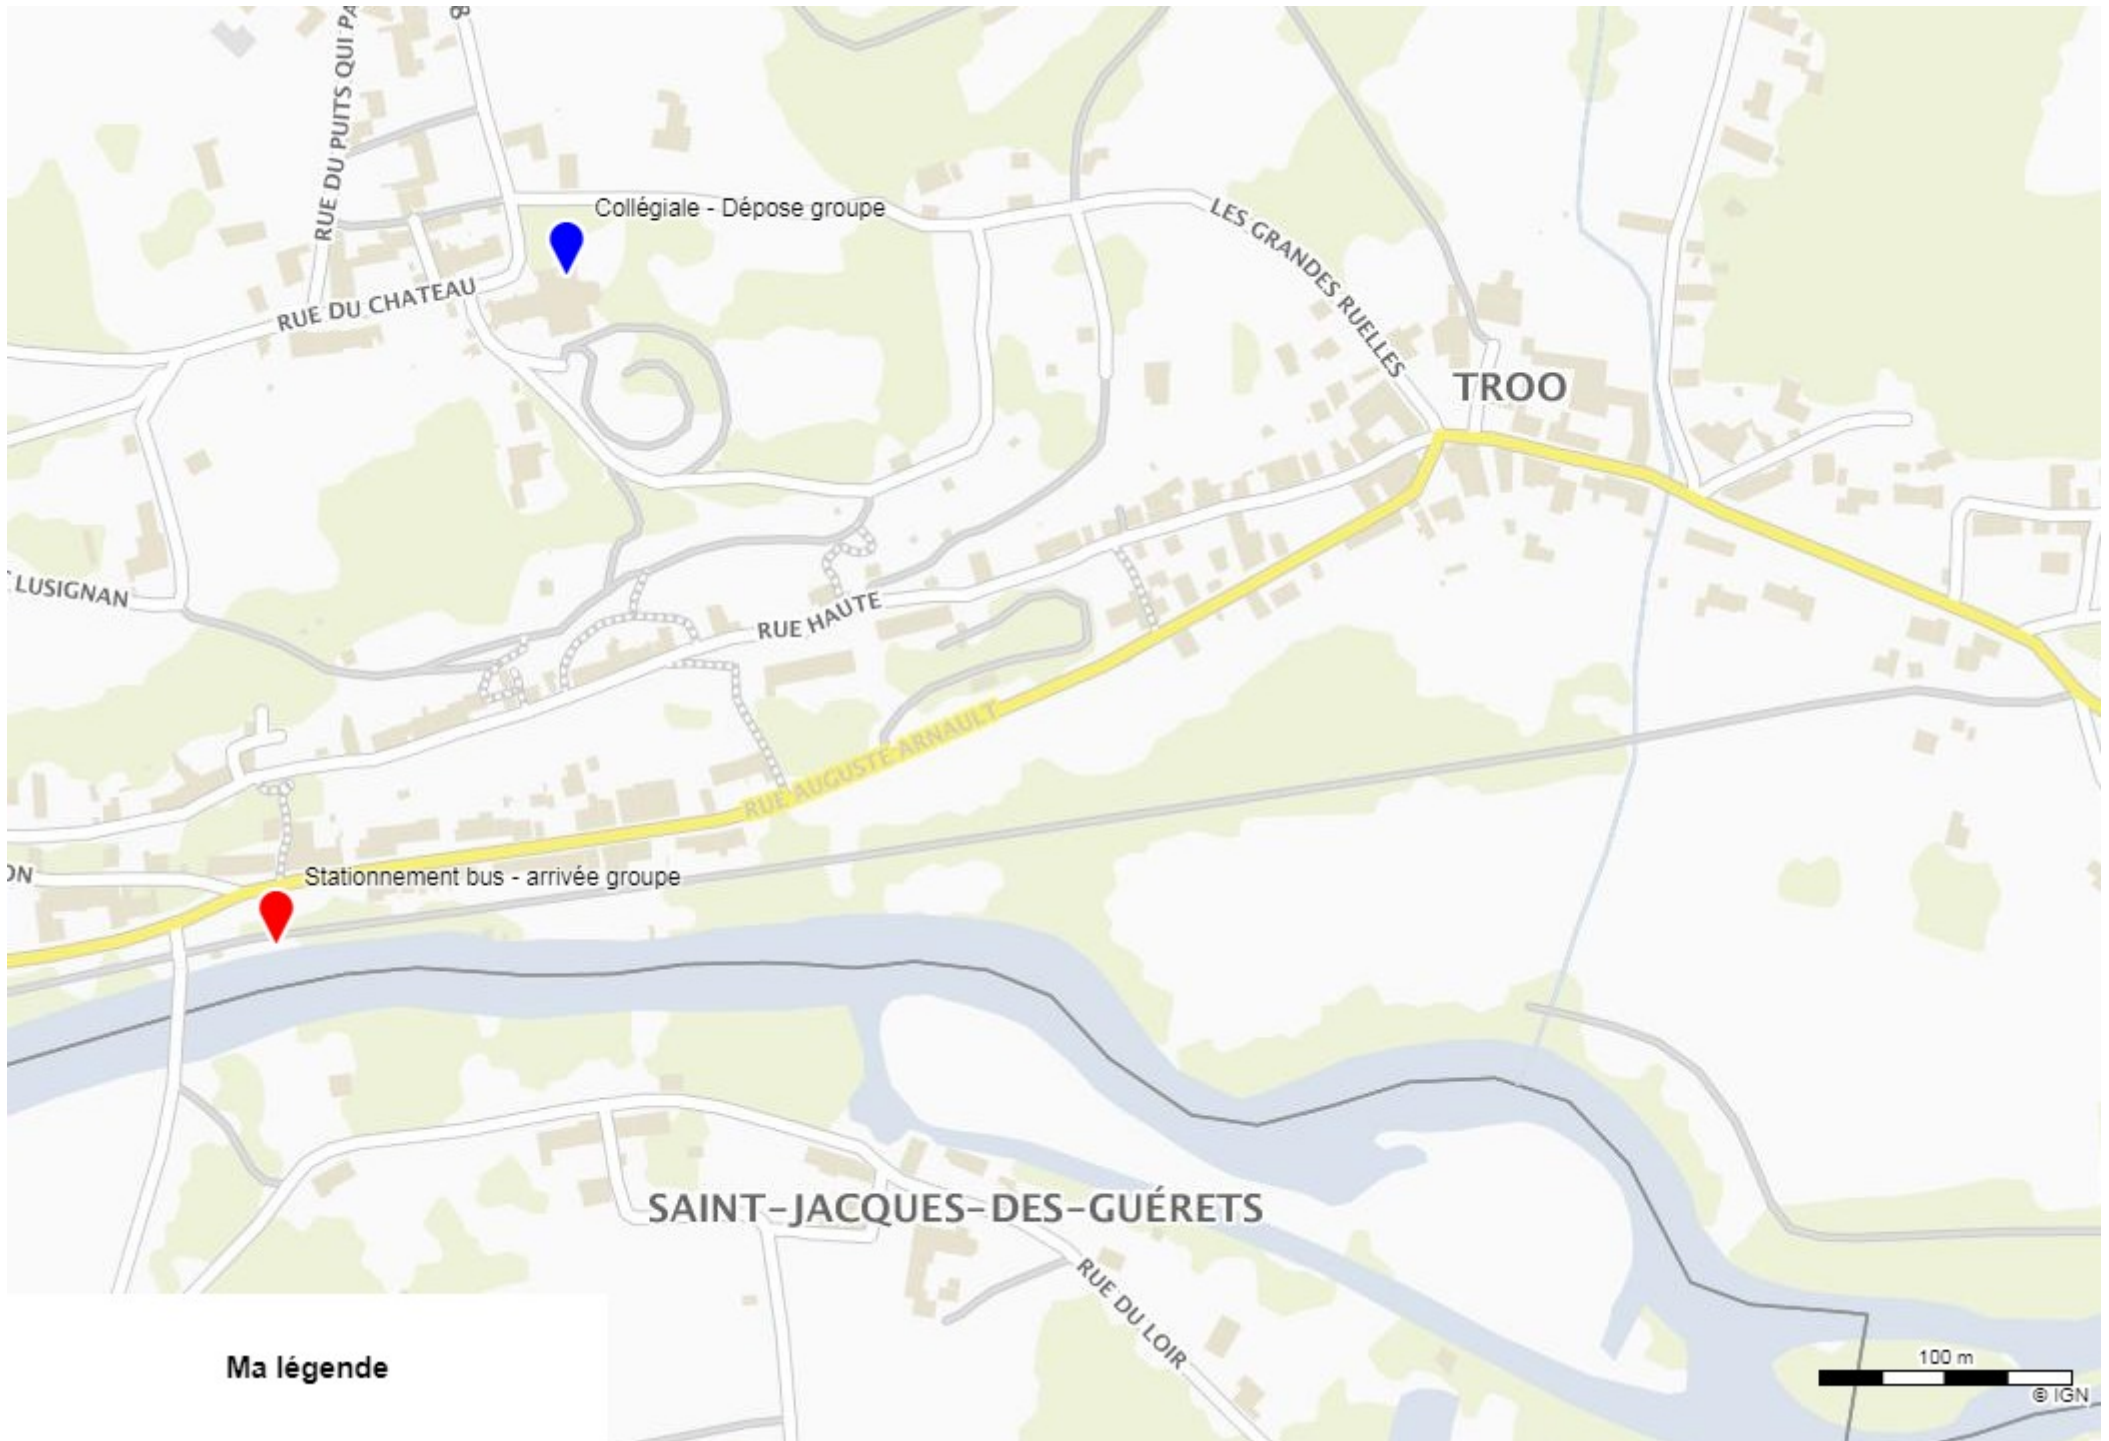 RUE DU PUITS QUI PA
8
Collégiale - Dépose groupe
LES GRANDES RUELLES
RUE DU CHATEAU
TROO
LUSIGNAN
RUE HAUTE
RUE AUGUSTE ARNAULT
ON
Stationnement bus - arrivée groupe
SAINT-JACQUES-DES-GUÉRETS
RUE DU LOIR
Ma légende
100 m
© IGN